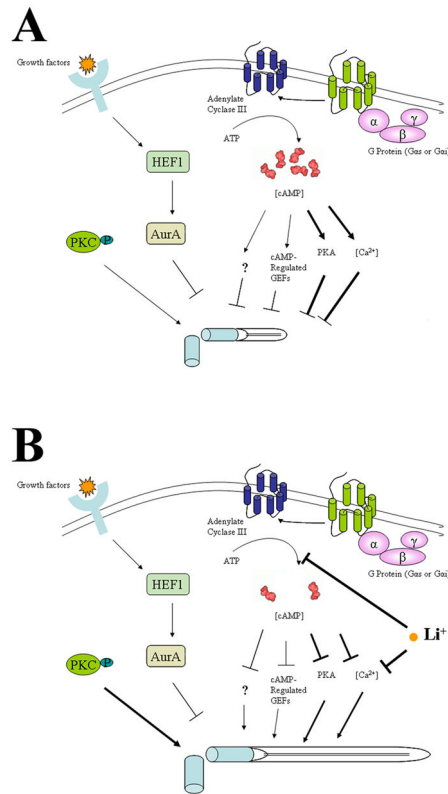 A
Growth factors
Adenylate
Cyclase III
ATP
α
γ
β
G Protein (Gαs or Gαi)
HEF1
[cAMP]
PKC
P
AurA
?
cAMP-
Regulated
GEFs
PKA
[Ca²⁺]
B
Growth factors
Adenylate
Cyclase III
ATP
α
γ
β
G Protein (Gαs or Gαi)
HEF1
[cAMP]
Li⁺
PKC
P
AurA
?
cAMP-
Regulated
GEFs
PKA
[Ca²⁺]